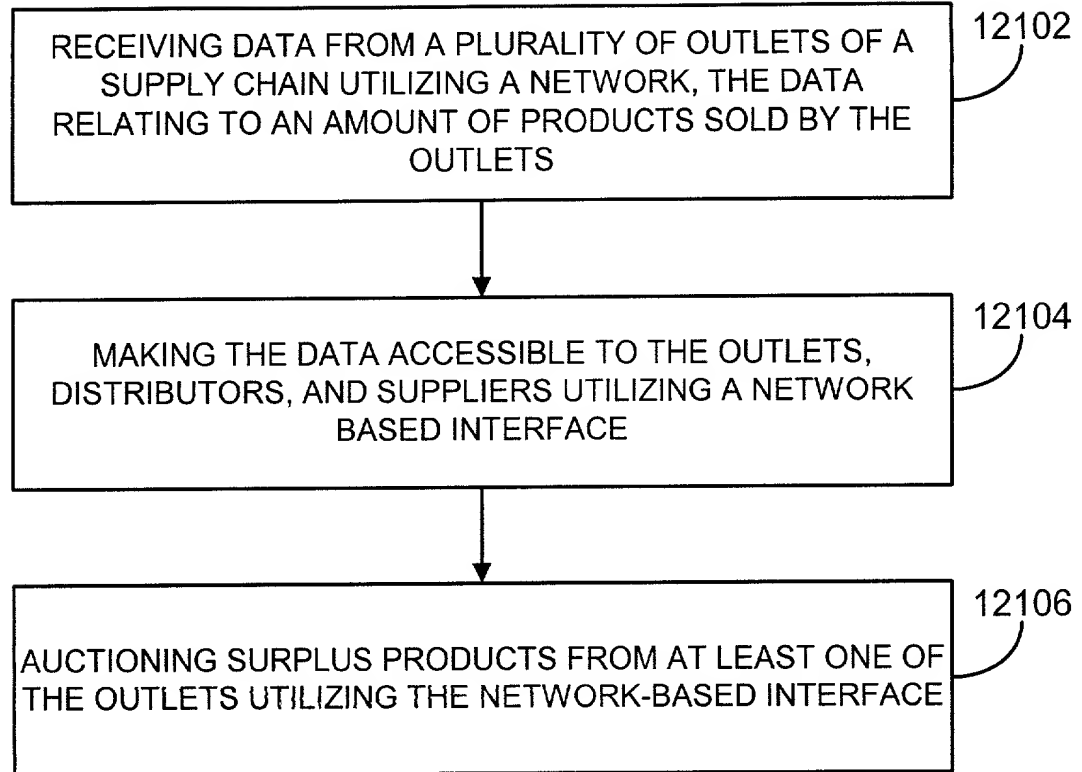 12102
RECEIVING DATA FROM A PLURALITY OF OUTLETS OF A
SUPPLY CHAIN UTILIZING A NETWORK, THE DATA
RELATING TO AN AMOUNT OF PRODUCTS SOLD BY THE
OUTLETS
12104
MAKING THE DATA ACCESSIBLE TO THE OUTLETS,
DISTRIBUTORS, AND SUPPLIERS UTILIZING A NETWORK
BASED INTERFACE
12106
AUCTIONING SURPLUS PRODUCTS FROM AT LEAST ONE OF
THE OUTLETS UTILIZING THE NETWORK-BASED INTERFACE